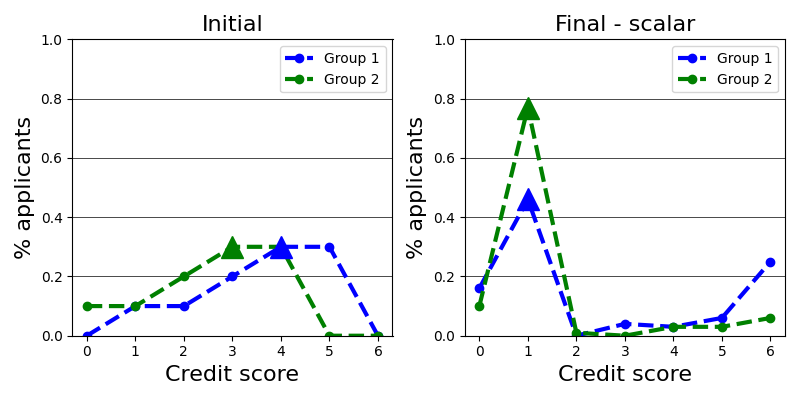 Initial
% applicants
1.0
0.8
0.6
0.4
0.2
0.0
Group 1
Group 2
0 1 2 3 4 5 6
Credit score
Final - scalar
% applicants
1.0
0.8
0.6
0.4
0.2
0.0
Group 1
Group 2
0 1 2 3 4 5 6
Credit score